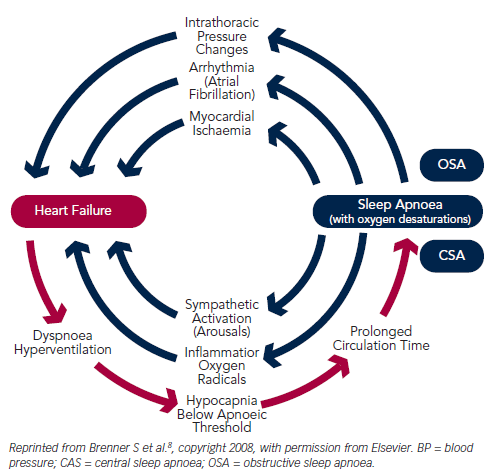 Intrathoracic
Pressure
Changes
Arrhythmia
(Atrial
Fibrillation)
Myocardial
Ischaemia
OSA
Heart Failure
Sleep Apnoea
(with oxygen desaturations)
CSA
Sympathetic
Activation
(Arousals)
Dyspnoea
Hyperventilation
Prolonged
Circulation Time
Inflammatior
Oxygen
Radicals
Hypocapnia
Below Apnoeic
Threshold
Reprinted from Brenner S et al.⁸, copyright 2008, with permission from Elsevier. BP = blood
pressure; CAS = central sleep apnoea; OSA = obstructive sleep apnoea.